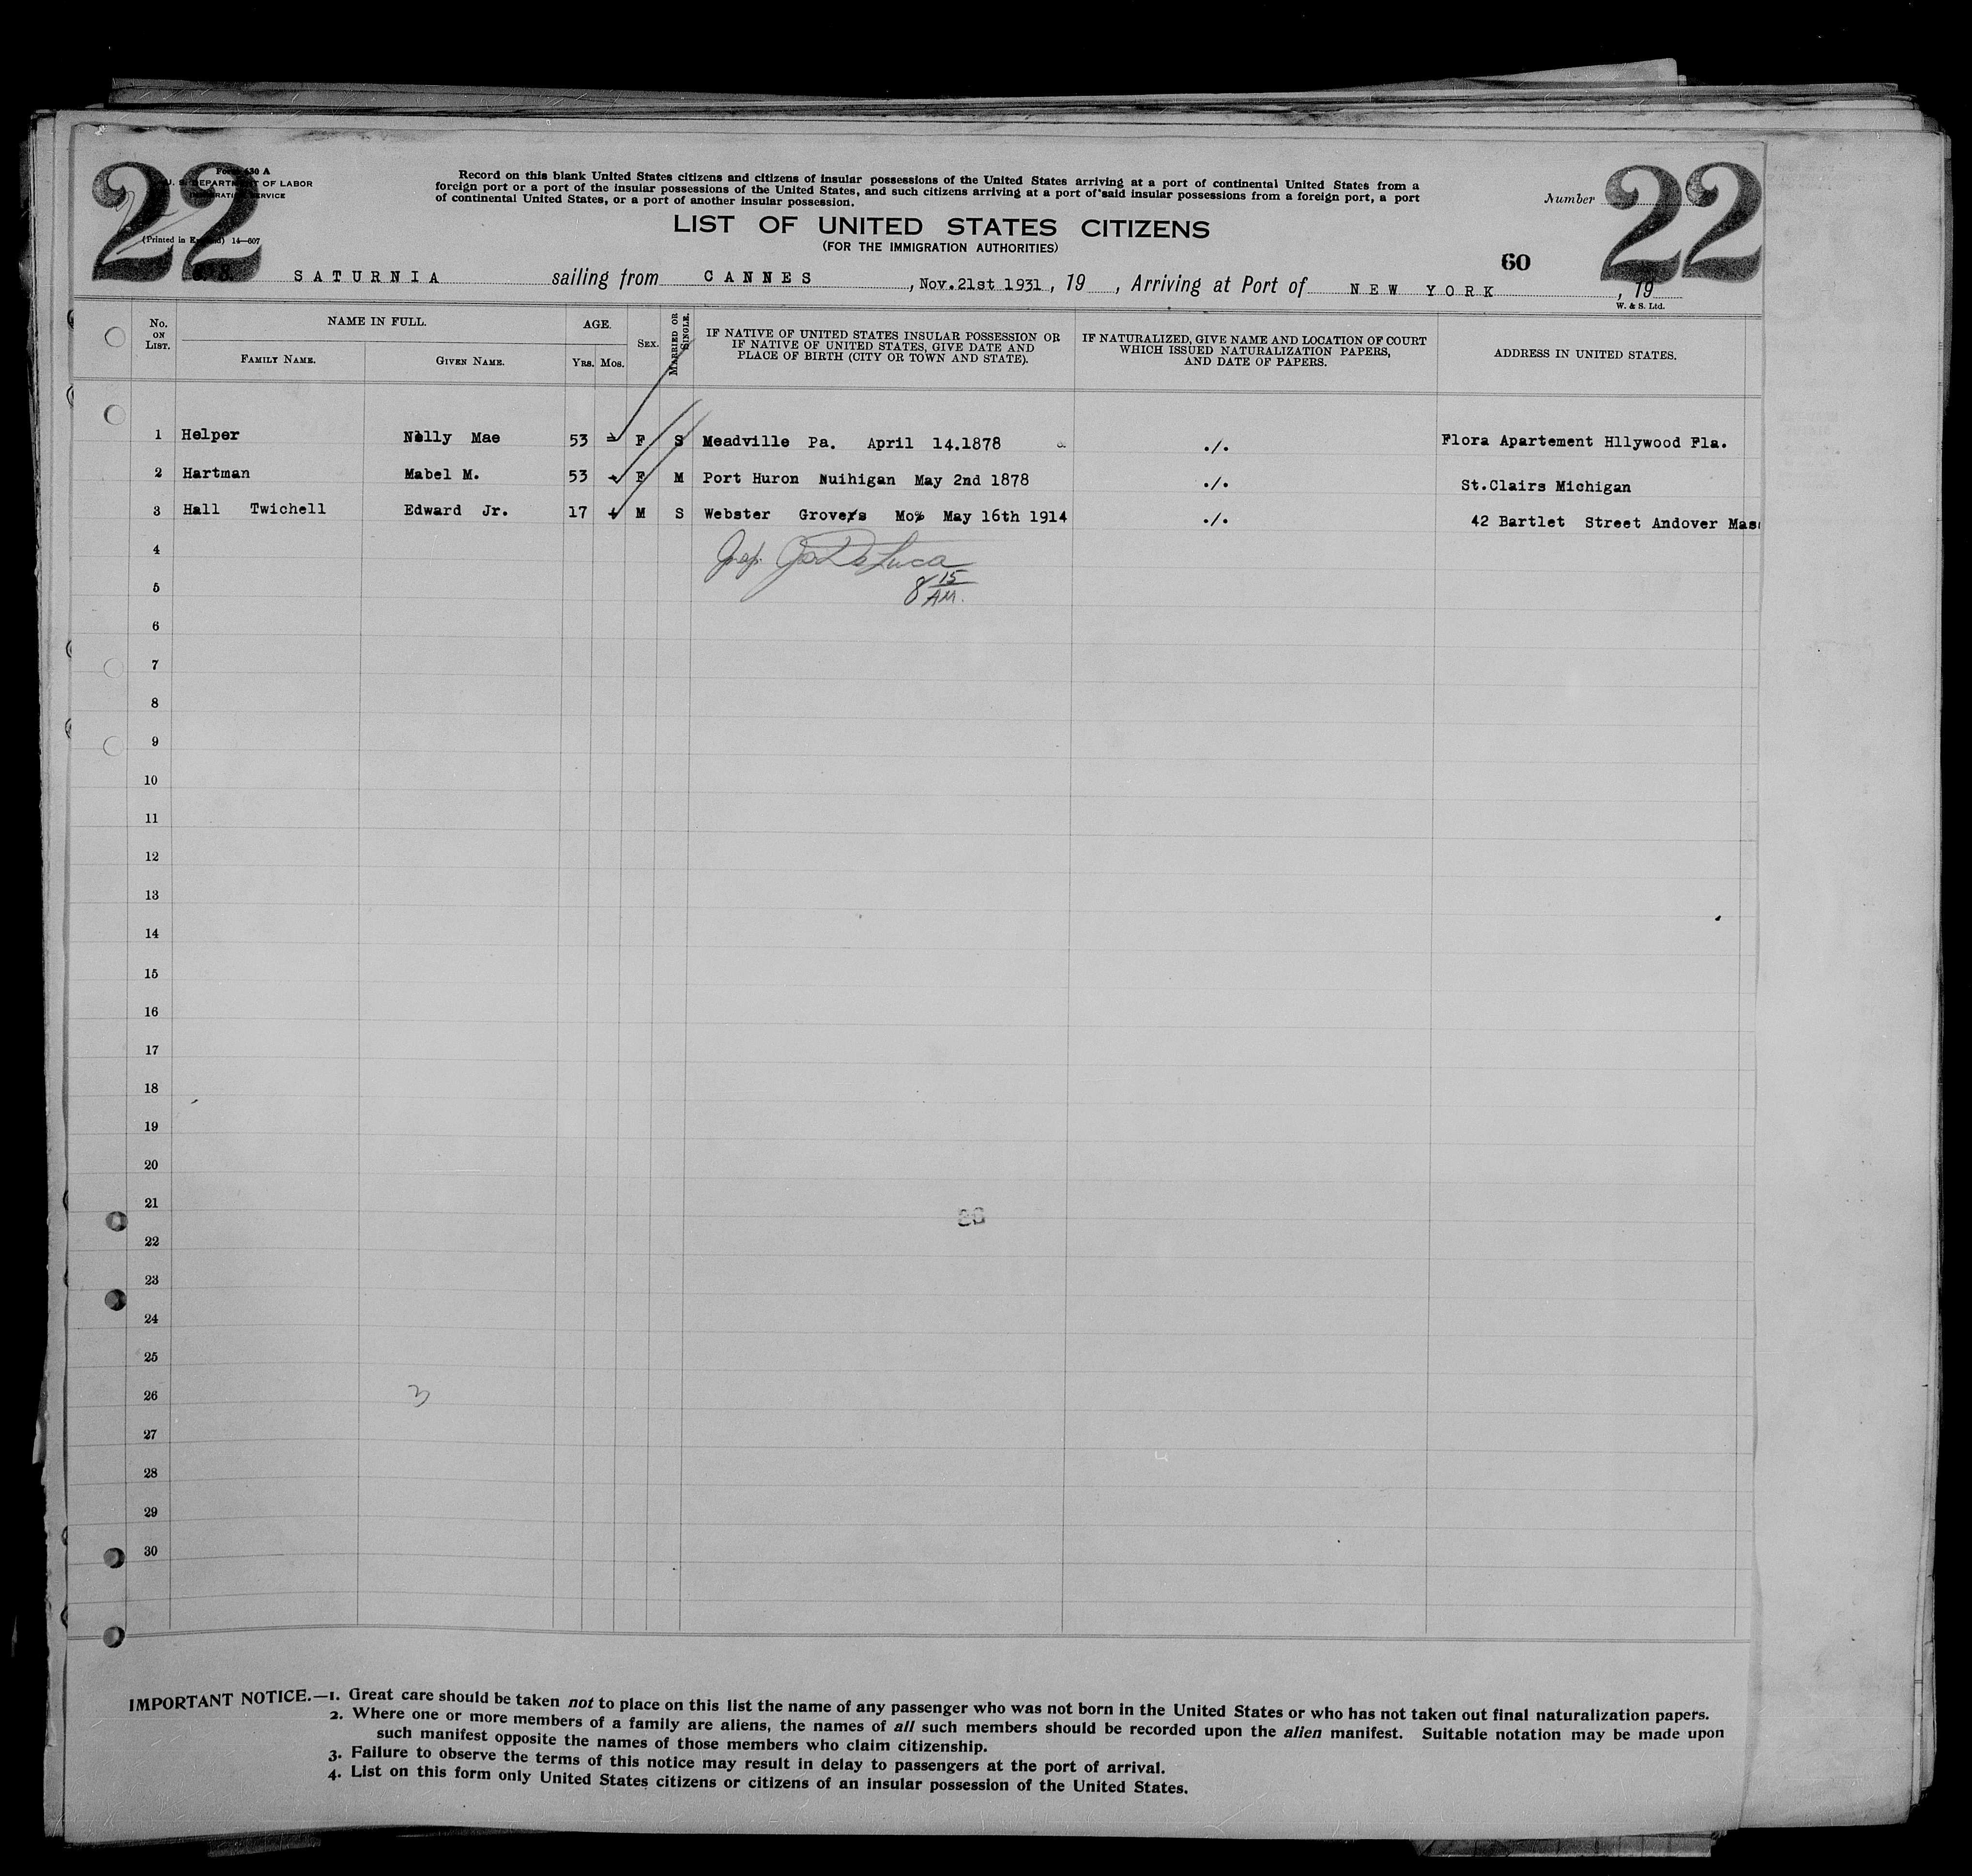 22
Form 630 A
U. S. DEPARTMENT OF LABOR
IMMIGRATION SERVICE
(Printed in England) 14—607
Record on this blank United States citizens and citizens of insular possessions of the United States arriving at a port of continental United States from a
foreign port or a port of the insular possessions of the United States, and such citizens arriving at a port of said insular possessions from a foreign port, a port
of continental United States, or a port of another insular possession.
Number 22
LIST OF UNITED STATES CITIZENS
(FOR THE IMMIGRATION AUTHORITIES)
60
SATURNIA sailing from CANNES, Nov.21st 1931, 19 , Arriving at Port of NEW YORK, 19
W. & S. Ltd.
No. ON LIST.
NAME IN FULL.
FAMILY NAME. GIVEN NAME.
AGE.
Yrs. Mos.
SEX.
MARRIED OR SINGLE.
IF NATIVE OF UNITED STATES INSULAR POSSESSION OR
IF NATIVE OF UNITED STATES, GIVE DATE AND
PLACE OF BIRTH (CITY OR TOWN AND STATE).
IF NATURALIZED, GIVE NAME AND LOCATION OF COURT
WHICH ISSUED NATURALIZATION PAPERS,
AND DATE OF PAPERS.
ADDRESS IN UNITED STATES.
1 Helper Nelly Mae 53 F S Meadville Pa. April 14.1878 ./. Flora Apartement Hllywood Fla.
2 Hartman Mabel M. 53 F M Port Huron Nuihigan May 2nd 1878 ./. St.Clairs Michigan
3 Hall Twichell Edward Jr. 17 M S Webster Groves Mo May 16th 1914 ./. 42 Bartlet Street Andover Mas
4 De Luca
5 8 15 AM.
6
7
8
9
10
11
12
13
14
15
16
17
18
19
20
21
22
23
24
25
26 3
27
28
29
30
IMPORTANT NOTICE.—1. Great care should be taken not to place on this list the name of any passenger who was not born in the United States or who has not taken out final naturalization papers.
2. Where one or more members of a family are aliens, the names of all such members should be recorded upon the alien manifest. Suitable notation may be made upon
such manifest opposite the names of those members who claim citizenship.
3. Failure to observe the terms of this notice may result in delay to passengers at the port of arrival.
4. List on this form only United States citizens or citizens of an insular possession of the United States.